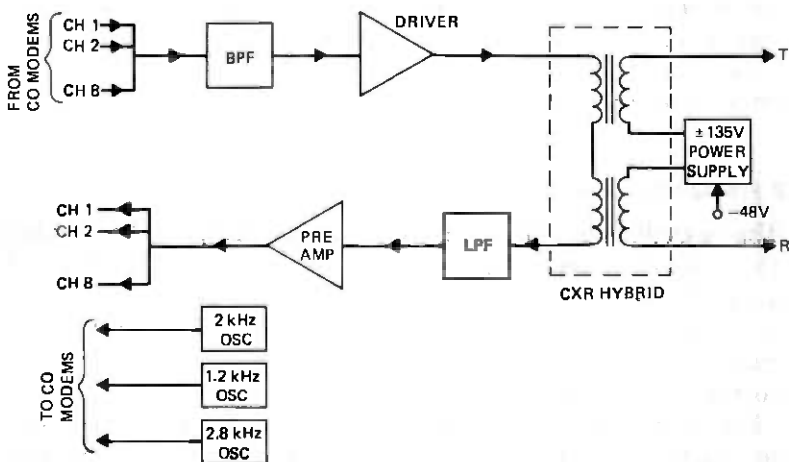 FROM
CO MODEMS
CH 1
CH 2
CH 8
BPF
DRIVER
T
± 135V
POWER
SUPPLY
–48V
R
CXR HYBRID
CH 1
CH 2
CH 8
PRE
AMP
LPF
TO CO
MODEMS
2 kHz
OSC
1.2 kHz
OSC
2.8 kHz
OSC